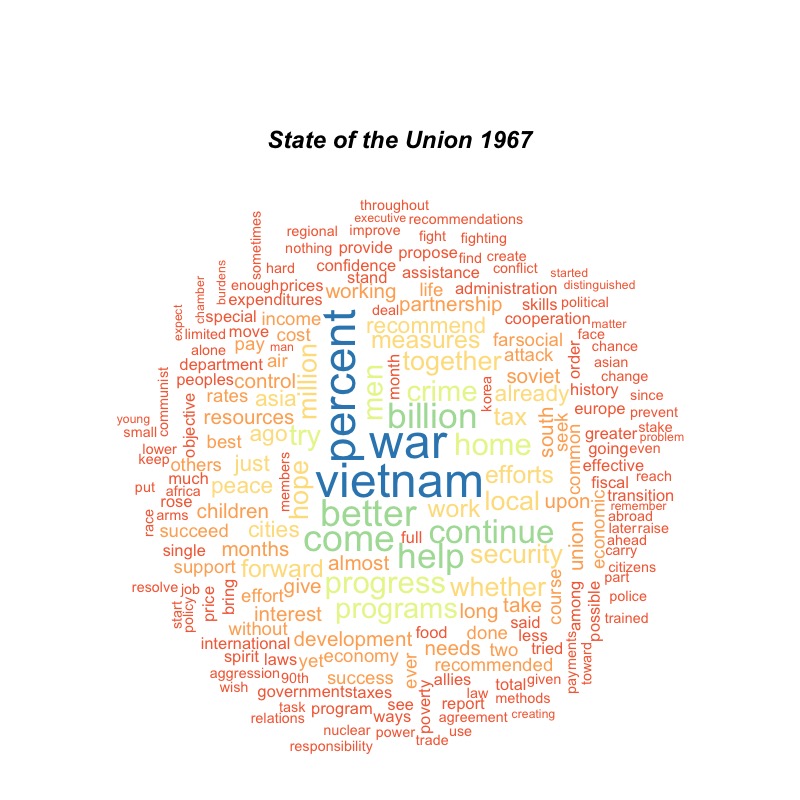 State of the Union 1967
throughout
executive recommendations
sometimes
regional improve fight fighting
nothing provide propose find create
hard confidence assistance conflict started
burdens stand
chamber enough prices working life administration distinguished
expenditures deal partnership skills political
expect special income percent recommend cooperation matter
limited move cost measures farsocial face
alone pay man million together attack order chance
department air month asian
peoples control men crime korea soviet change
communist rates asia already history since
objective resources billion tax south seek europe prevent
young small ago try war home greater stake
lower best going even problem
keep others just hope vietnam efforts common effective
much members fiscal reach
put africa peace local upon transition
rose children better work economic remember
race arms abroad
succeed cities come full continue union later raise
single months help security ahead
support forward almost carry
citizens
resolve job effort give progress whether course part
start policy price bring interest programs long take among possible police
without said trained
international development food done less
spirit laws yet economy ever needs two tried payments toward
aggression 90th success recommended
wish governments taxes poverty allies total given
task program see law methods
relations ways report
agreement creating
nuclear power use
responsibility trade